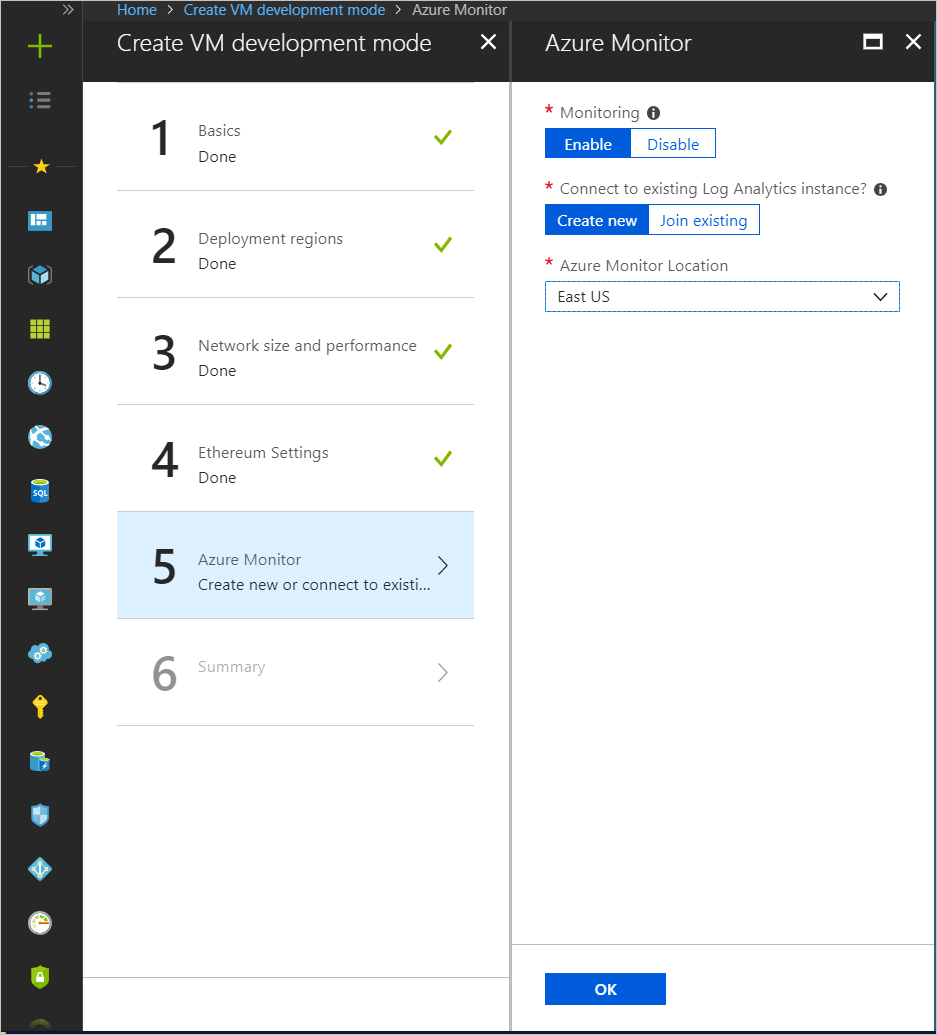 Home > Create VM development mode > Azure Monitor
Create VM development mode
1
Basics
Done
2
Deployment regions
Done
3
Network size and performance
Done
4
Ethereum Settings
Done
5
Azure Monitor
Create new or connect to existi...
6
Summary
Azure Monitor
* Monitoring
Enable Disable
* Connect to existing Log Analytics instance?
Create new Join existing
* Azure Monitor Location
East US
OK
SQL